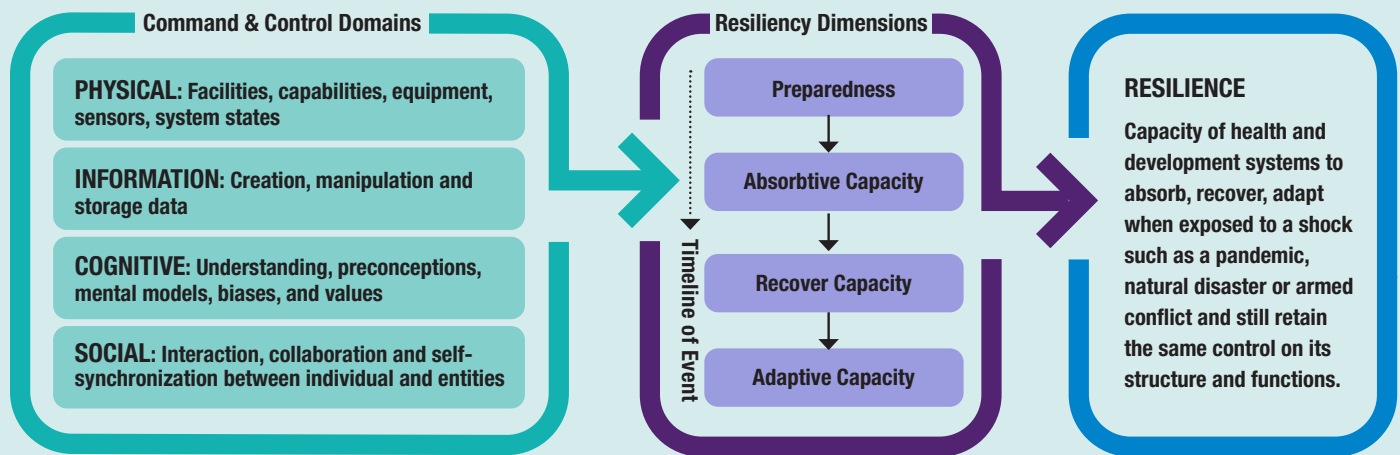 Command & Control Domains
PHYSICAL: Facilities, capabilities, equipment,
sensors, system states
INFORMATION: Creation, manipulation and
storage data
COGNITIVE: Understanding, preconceptions,
mental models, biases, and values
SOCIAL: Interaction, collaboration and self-
synchronization between individual and entities
Resiliency Dimensions
Timeline of Event
Preparedness
Absorbtive Capacity
Recover Capacity
Adaptive Capacity
RESILIENCE
Capacity of health and
development systems to
absorb, recover, adapt
when exposed to a shock
such as a pandemic,
natural disaster or armed
conflict and still retain
the same control on its
structure and functions.